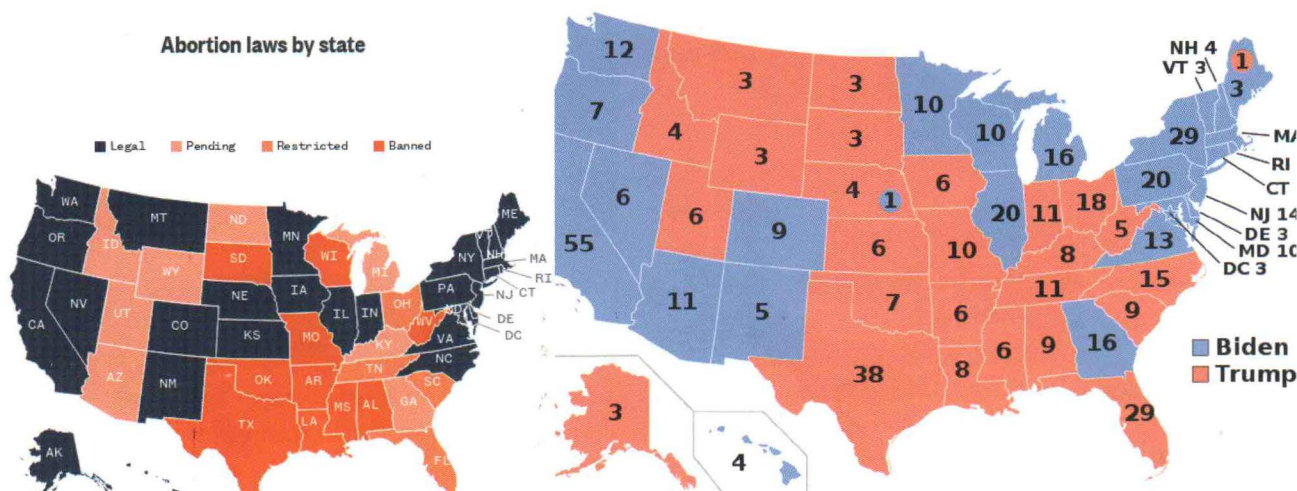 Abortion laws by state
Legal Pending Restricted Banned
WA
MT
ND
ME
OR
ID
MN
VT
NH
WY
SD
WI
MI
NY
MA
RI
CT
NV
UT
NE
IA
PA
NJ
CA
CO
IL
IN
OH
MD
DE
DC
KS
MO
WV
VA
KY
AZ
NM
OK
AR
TN
NC
SC
TX
LA
MS
AL
GA
FL
AK
12
3
3
NH 4
VT 3
1
3
7
4
3
10
10
29
MA
RI
CT
3
16
20
6
6
4
1
6
20
11
18
5
NJ 14
DE 3
MD 10
DC 3
55
9
6
10
8
13
11
5
7
6
11
15
9
38
8
6
9
16
29
3
4
Biden
Trump